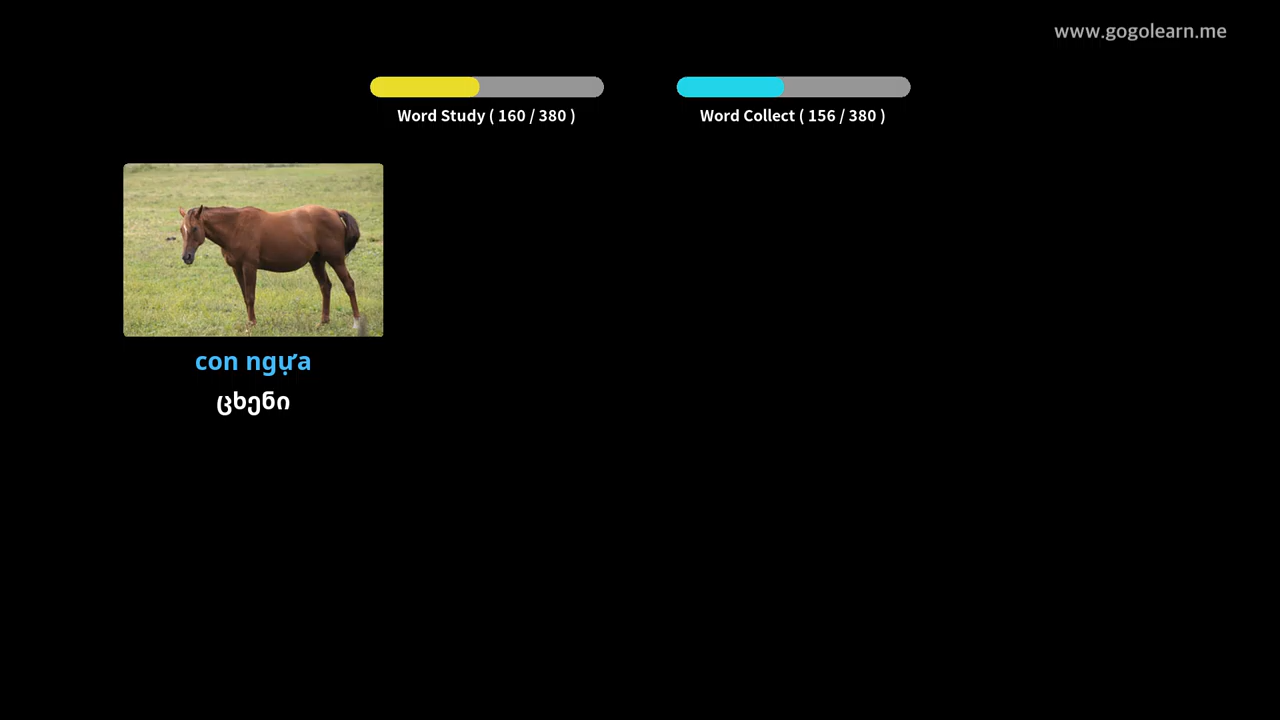 www.gogolearn.me
Word Study ( 160 / 380 )
Word Collect ( 156 / 380 )
con ngựa
ცხენი